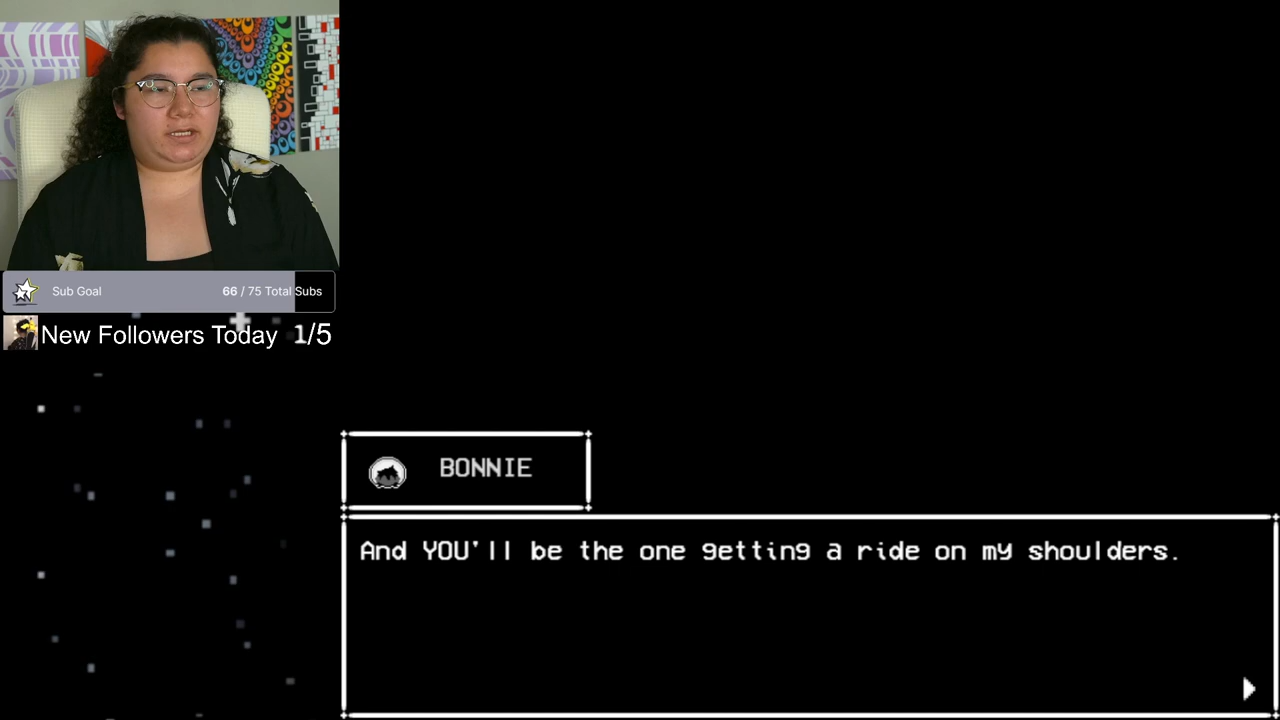 Sub Goal 66 / 75 Total Subs
New Followers Today 1/5
BONNIE
And YOU'll be the one getting a ride on my shoulders.